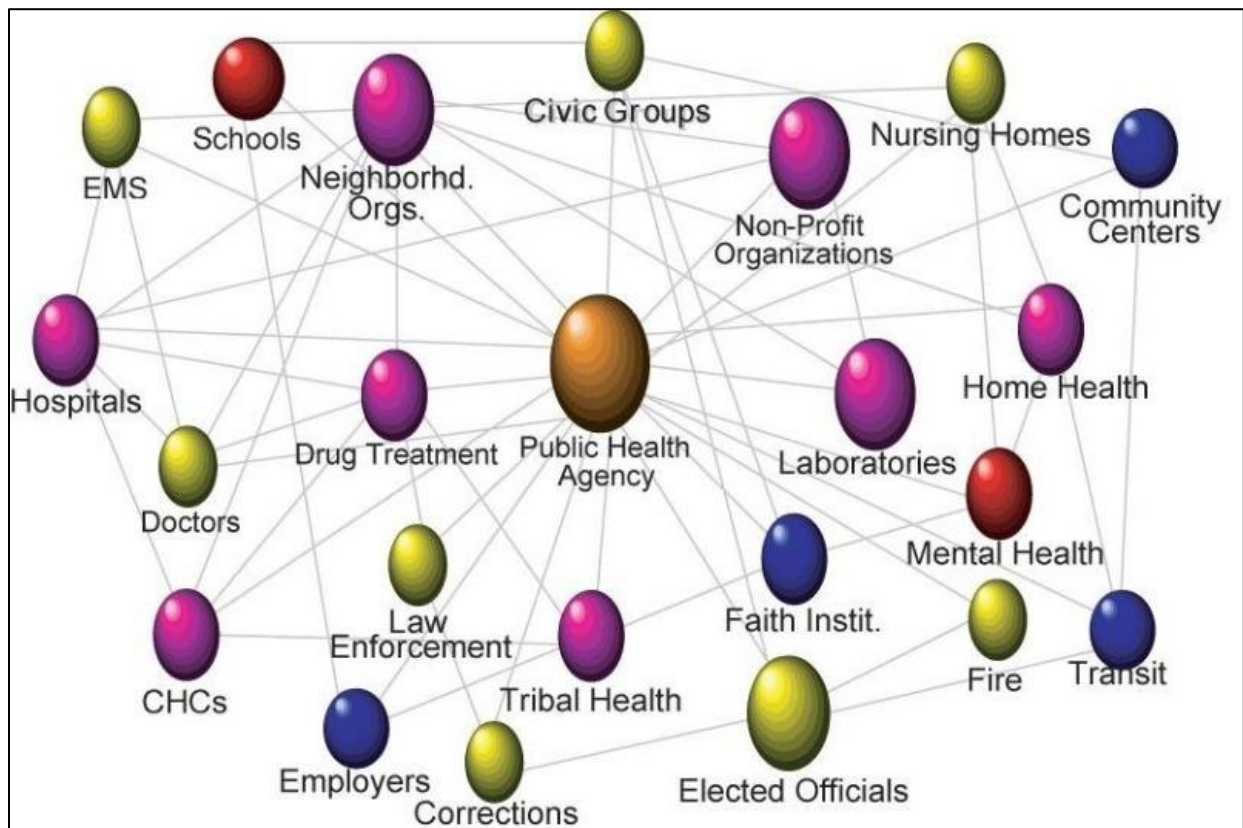 Civic Groups
Schools
Nursing Homes
Neighborhd.
Orgs.
EMS
Non-Profit
Organizations
Community
Centers
Hospitals
Home Health
Drug Treatment
Public Health
Agency
Laboratories
Doctors
Mental Health
Law
Enforcement
Faith Instit.
CHCs
Tribal Health
Fire
Transit
Employers
Corrections
Elected Officials